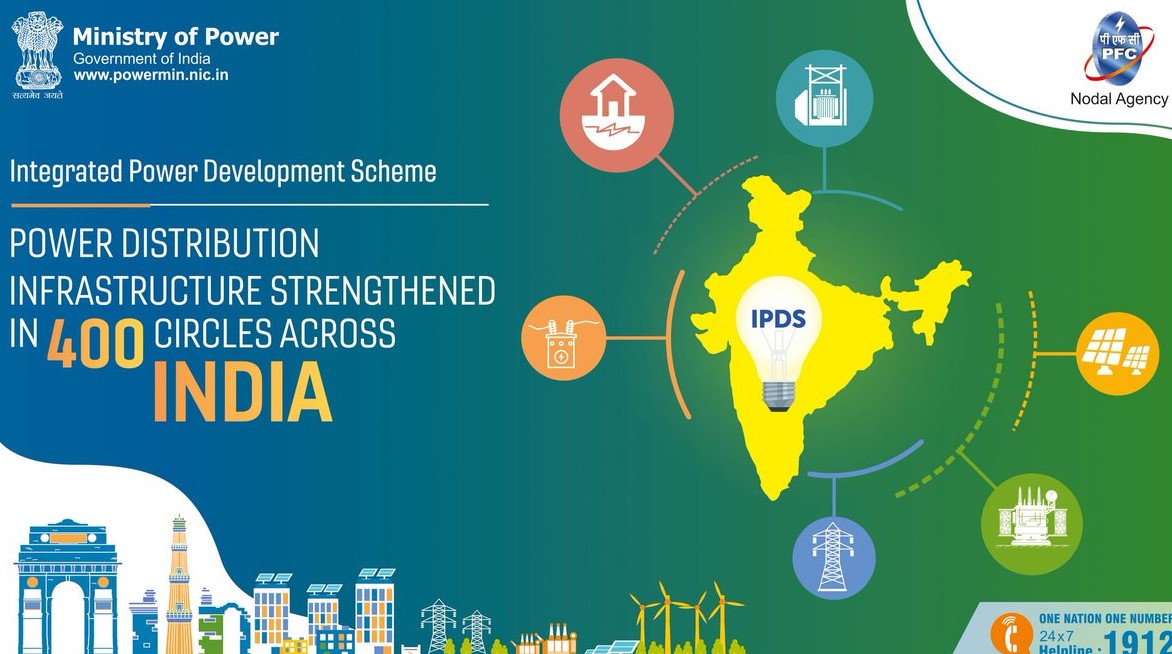 Ministry of Power
Government of India
www.powermin.nic.in
सत्यमेव जयते
पी एफ सी
PFC
Nodal Agency
Integrated Power Development Scheme
POWER DISTRIBUTION
INFRASTRUCTURE STRENGTHENED
IN 400 CIRCLES ACROSS
INDIA
IPDS
ONE NATION ONE NUMBER
24x7
Helpline : 1912